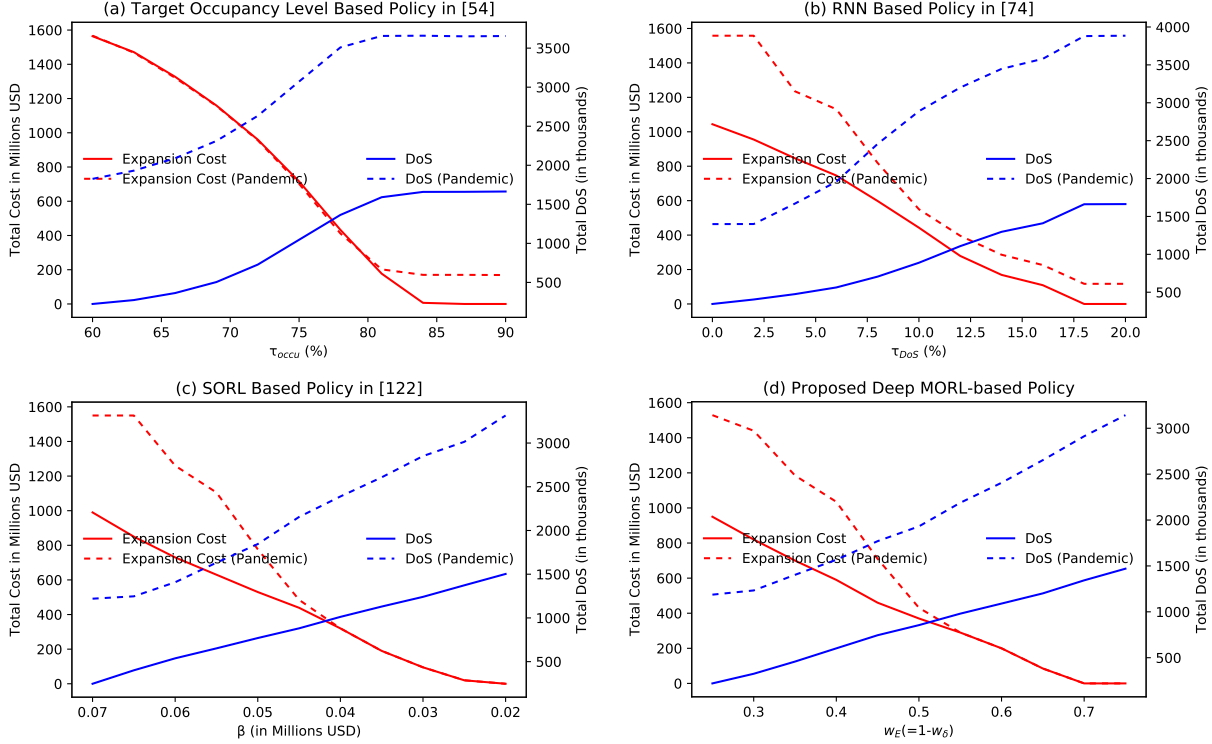 (a) Target Occupancy Level Based Policy in [54]
Total Cost in Millions USD
1600
1400
1200
1000
800
600
400
200
0
Expansion Cost
Expansion Cost (Pandemic)
DoS
DoS (Pandemic)
3500
3000
2500
2000
1500
1000
500
Total DoS (in thousands)
60 65 70 75 80 85 90
τoccu (%)
(b) RNN Based Policy in [74]
Total Cost in Millions USD
1600
1400
1200
1000
800
600
400
200
0
Expansion Cost
Expansion Cost (Pandemic)
DoS
DoS (Pandemic)
4000
3500
3000
2500
2000
1500
1000
500
Total DoS (in thousands)
0.0 2.5 5.0 7.5 10.0 12.5 15.0 17.5 20.0
τDoS (%)
(c) SORL Based Policy in [122]
Total Cost in Millions USD
1600
1400
1200
1000
800
600
400
200
0
Expansion Cost
Expansion Cost (Pandemic)
DoS
DoS (Pandemic)
3000
2500
2000
1500
1000
500
Total DoS (in thousands)
0.07 0.06 0.05 0.04 0.03 0.02
β (in Millions USD)
(d) Proposed Deep MORL-based Policy
Total Cost in Millions USD
1600
1400
1200
1000
800
600
400
200
0
Expansion Cost
Expansion Cost (Pandemic)
DoS
DoS (Pandemic)
3000
2500
2000
1500
1000
500
Total DoS (in thousands)
0.3 0.4 0.5 0.6 0.7
wE(=1-wδ)